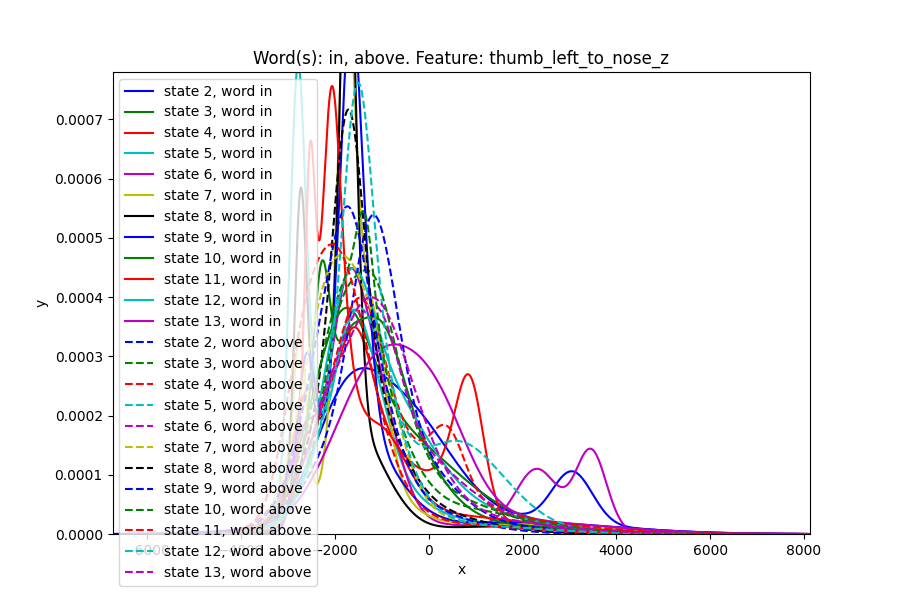 Word(s): in, above. Feature: thumb_left_to_nose_z
y
0.0007
0.0006
0.0005
0.0004
0.0003
0.0002
0.0001
0.0000
state 2, word in
state 3, word in
state 4, word in
state 5, word in
state 6, word in
state 7, word in
state 8, word in
state 9, word in
state 10, word in
state 11, word in
state 12, word in
state 13, word in
state 2, word above
state 3, word above
state 4, word above
state 5, word above
state 6, word above
state 7, word above
state 8, word above
state 9, word above
state 10, word above
state 11, word above
state 12, word above
state 13, word above
−6000 −4000 −2000 0 2000 4000 6000 8000
x